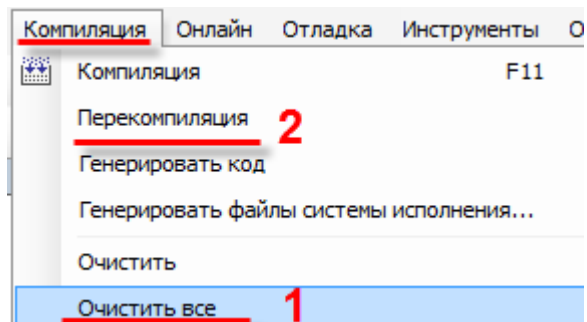 Компиляция Онлайн Отладка Инструменты О
Компиляция F11
Перекомпиляция 2
Генерировать код
Генерировать файлы системы исполнения...
Очистить
Очистить все 1